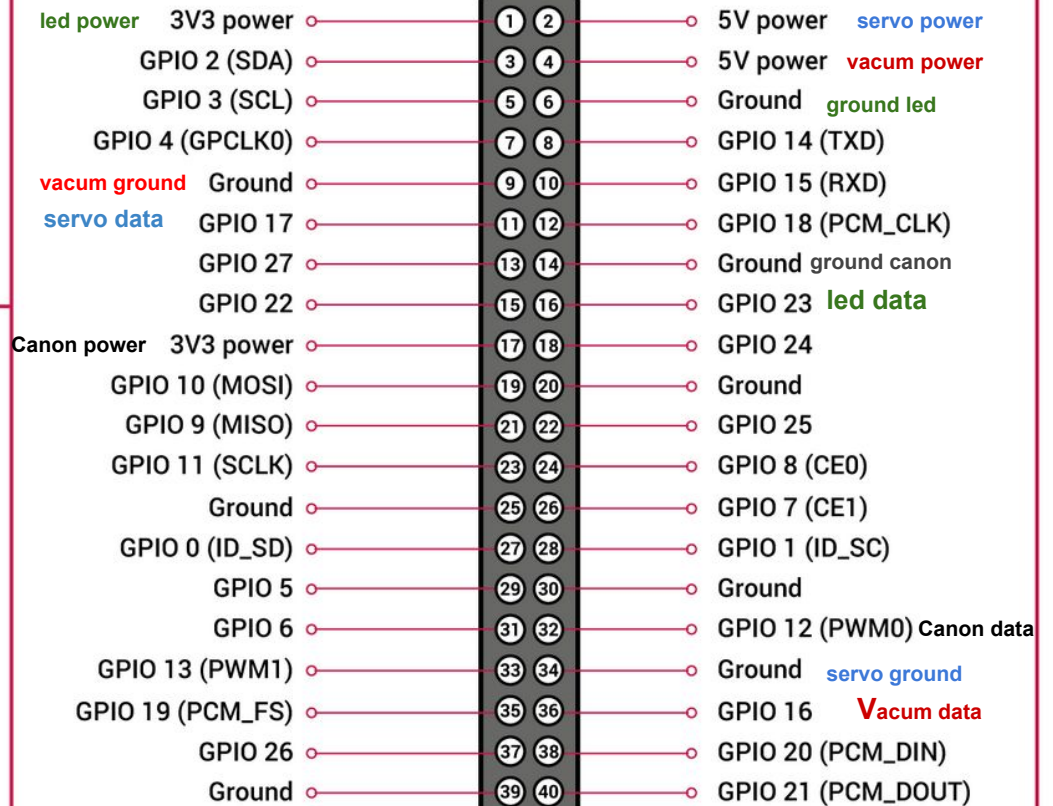 led power 3V3 power 1 2 5V power servo power
GPIO 2 (SDA) 3 4 5V power vacum power
GPIO 3 (SCL) 5 6 Ground ground led
GPIO 4 (GPCLK0) 7 8 GPIO 14 (TXD)
vacum ground Ground 9 10 GPIO 15 (RXD)
servo data GPIO 17 11 12 GPIO 18 (PCM_CLK)
GPIO 27 13 14 Ground ground canon
GPIO 22 15 16 GPIO 23 led data
Canon power 3V3 power 17 18 GPIO 24
GPIO 10 (MOSI) 19 20 Ground
GPIO 9 (MISO) 21 22 GPIO 25
GPIO 11 (SCLK) 23 24 GPIO 8 (CE0)
Ground 25 26 GPIO 7 (CE1)
GPIO 0 (ID_SD) 27 28 GPIO 1 (ID_SC)
GPIO 5 29 30 Ground
GPIO 6 31 32 GPIO 12 (PWM0) Canon data
GPIO 13 (PWM1) 33 34 Ground servo ground
GPIO 19 (PCM_FS) 35 36 GPIO 16 Vacum data
GPIO 26 37 38 GPIO 20 (PCM_DIN)
Ground 39 40 GPIO 21 (PCM_DOUT)